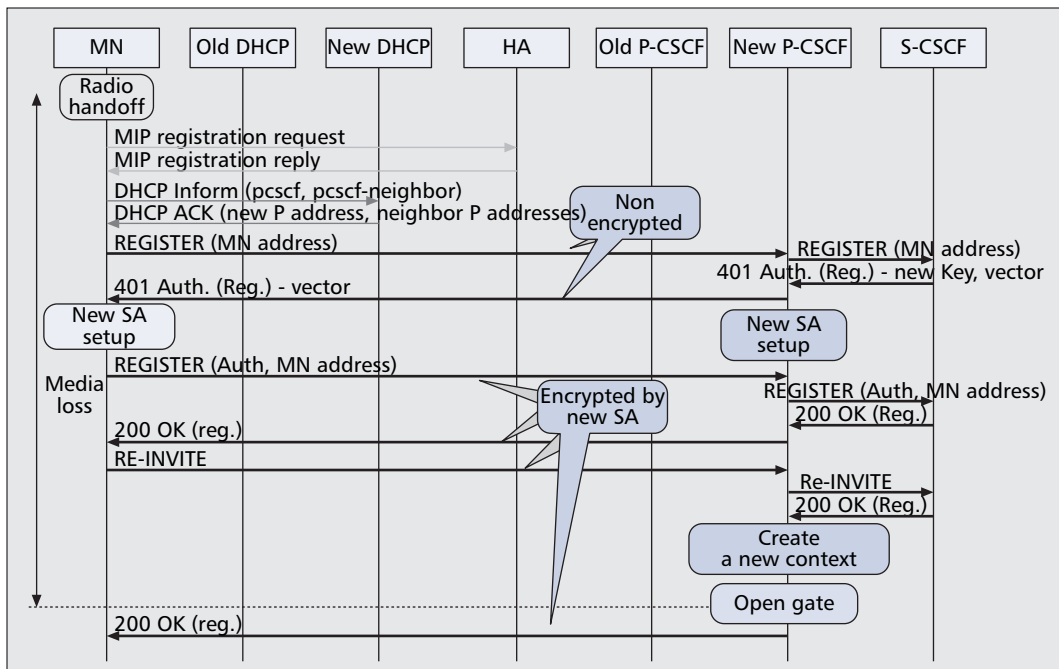 MN
Old DHCP
New DHCP
HA
Old P-CSCF
New P-CSCF
S-CSCF
Radio
handoff
MIP registration request
MIP registration reply
DHCP Inform (pcscf, pcscf-neighbor)
DHCP ACK (new P address, neighbor P addresses)
Non
encrypted
REGISTER (MN address)
REGISTER (MN address)
401 Auth. (Reg.) - new Key, vector
401 Auth. (Reg.) - vector
New SA
setup
New SA
setup
REGISTER (Auth, MN address)
Media
loss
Encrypted by
new SA
REGISTER (Auth, MN address)
200 OK (Reg.)
200 OK (reg.)
RE-INVITE
Re-INVITE
200 OK (Reg.)
Create
a new context
Open gate
200 OK (reg.)